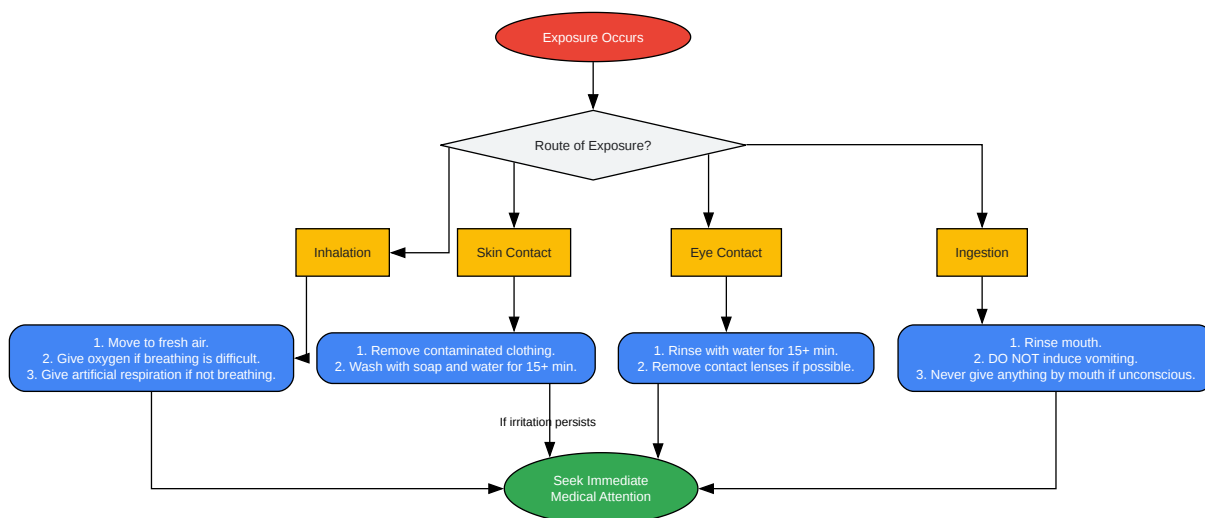 Exposure Occurs
Route of Exposure?
Inhalation
Skin Contact
Eye Contact
Ingestion
1. Move to fresh air.
2. Give oxygen if breathing is difficult.
3. Give artificial respiration if not breathing.
1. Remove contaminated clothing.
2. Wash with soap and water for 15+ min.
1. Rinse with water for 15+ min.
2. Remove contact lenses if possible.
1. Rinse mouth.
2. DO NOT induce vomiting.
3. Never give anything by mouth if unconscious.
If irritation persists
Seek Immediate
Medical Attention